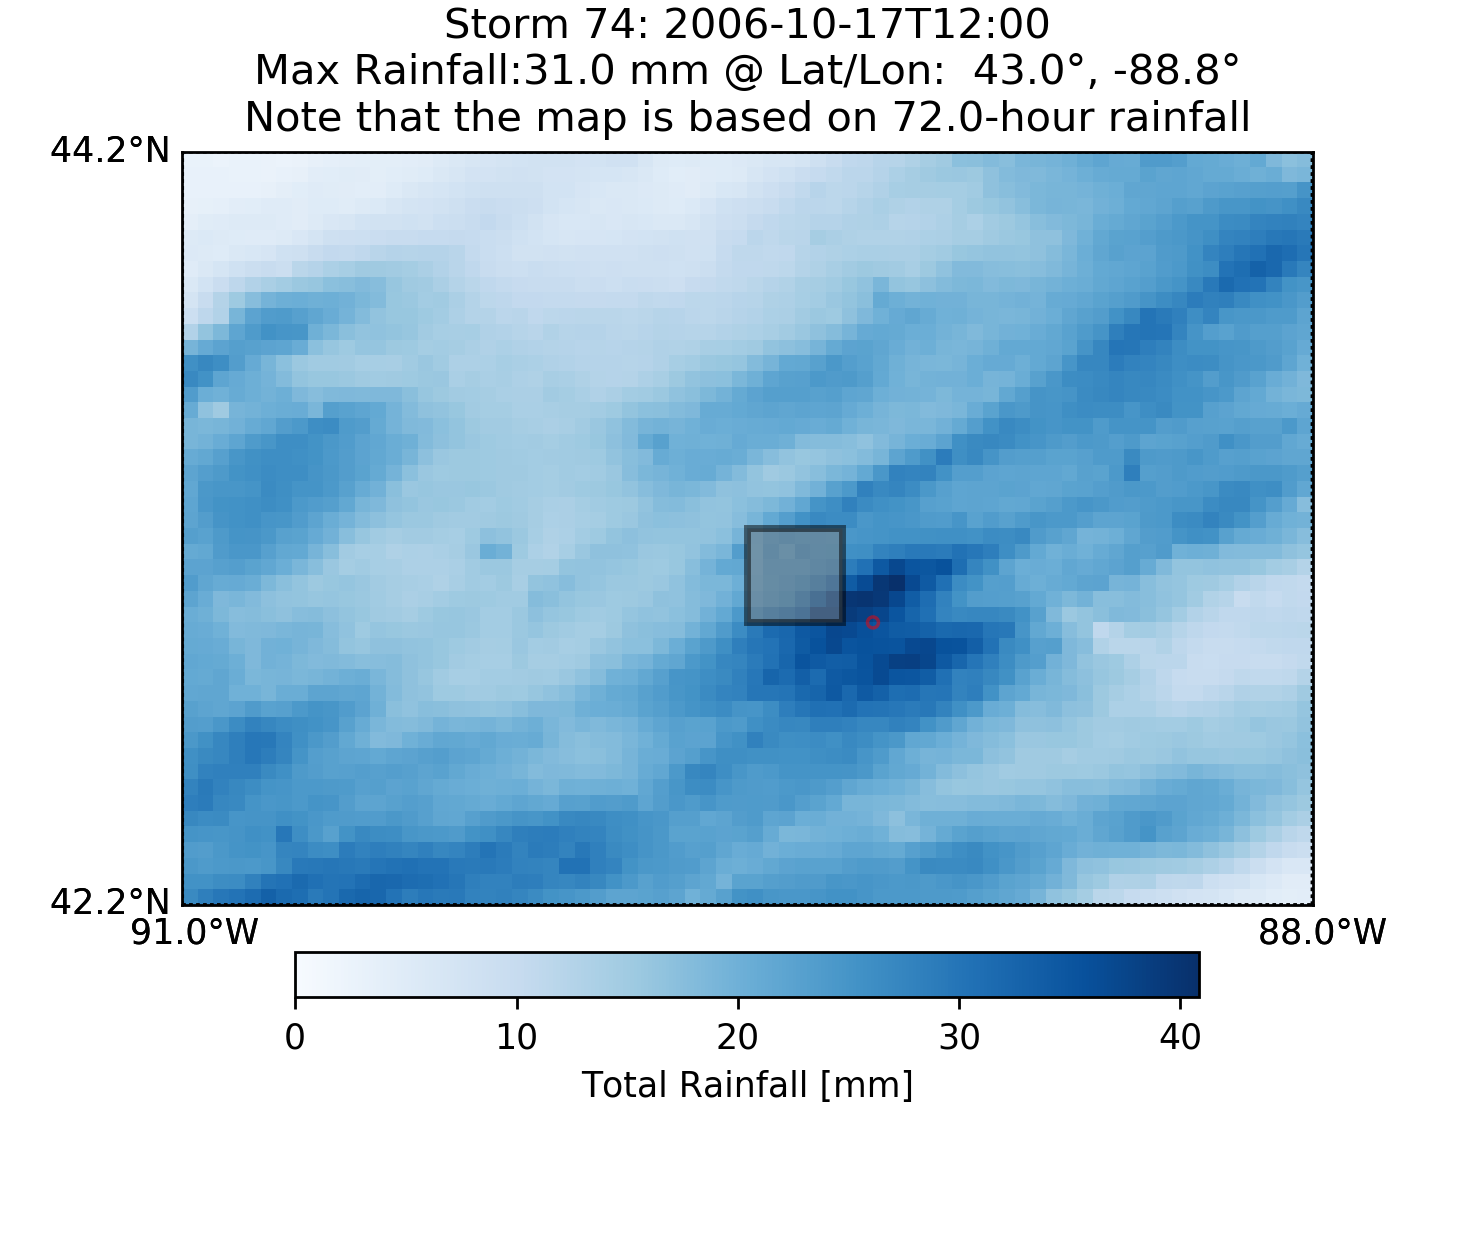 Storm 74: 2006-10-17T12:00
Max Rainfall:31.0 mm @ Lat/Lon:  43.0°, -88.8°
Note that the map is based on 72.0-hour rainfall
44.2°N
42.2°N
91.0°W
88.0°W
0 10 20 30 40
Total Rainfall [mm]